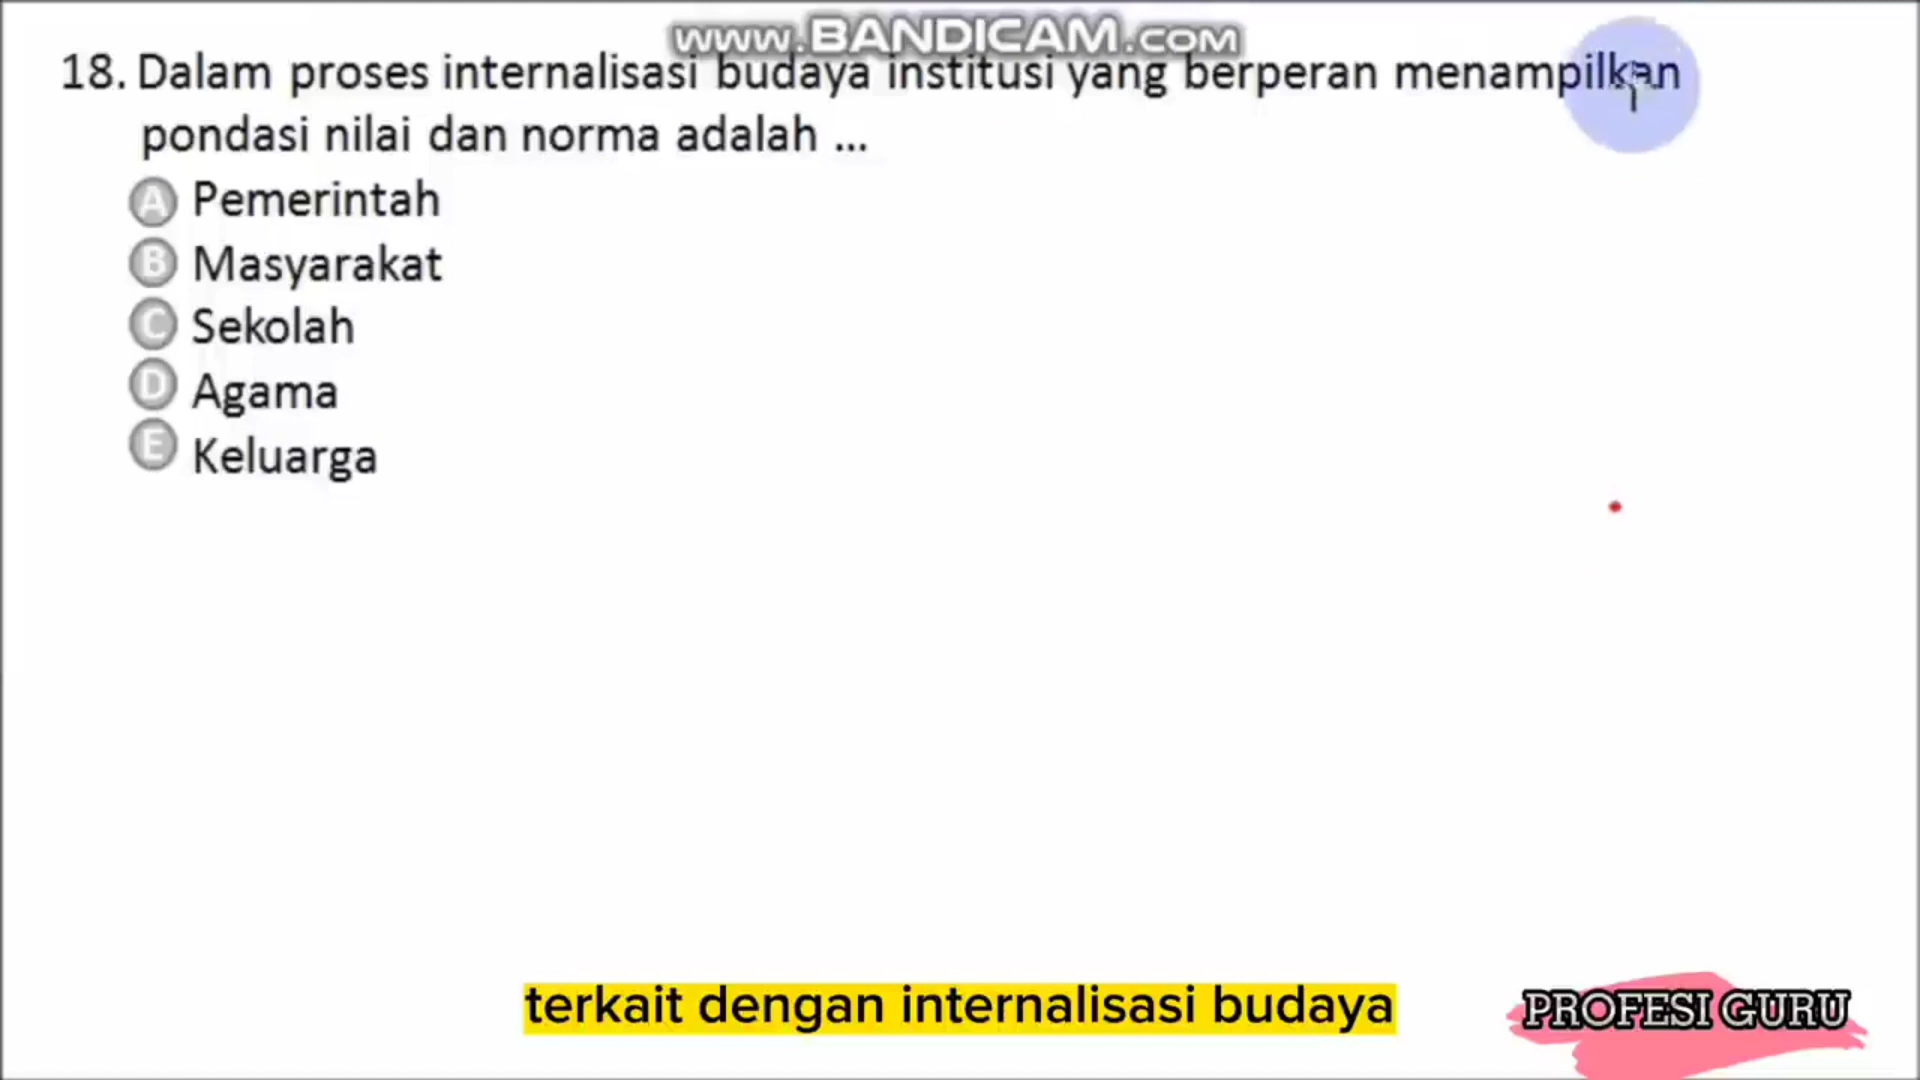 www.BANDICAM.com
18. Dalam proses internalisasi budaya institusi yang berperan menampilkan
pondasi nilai dan norma adalah ...
A Pemerintah
B Masyarakat
C Sekolah
D Agama
E Keluarga
terkait dengan internalisasi budaya
PROFESI GURU